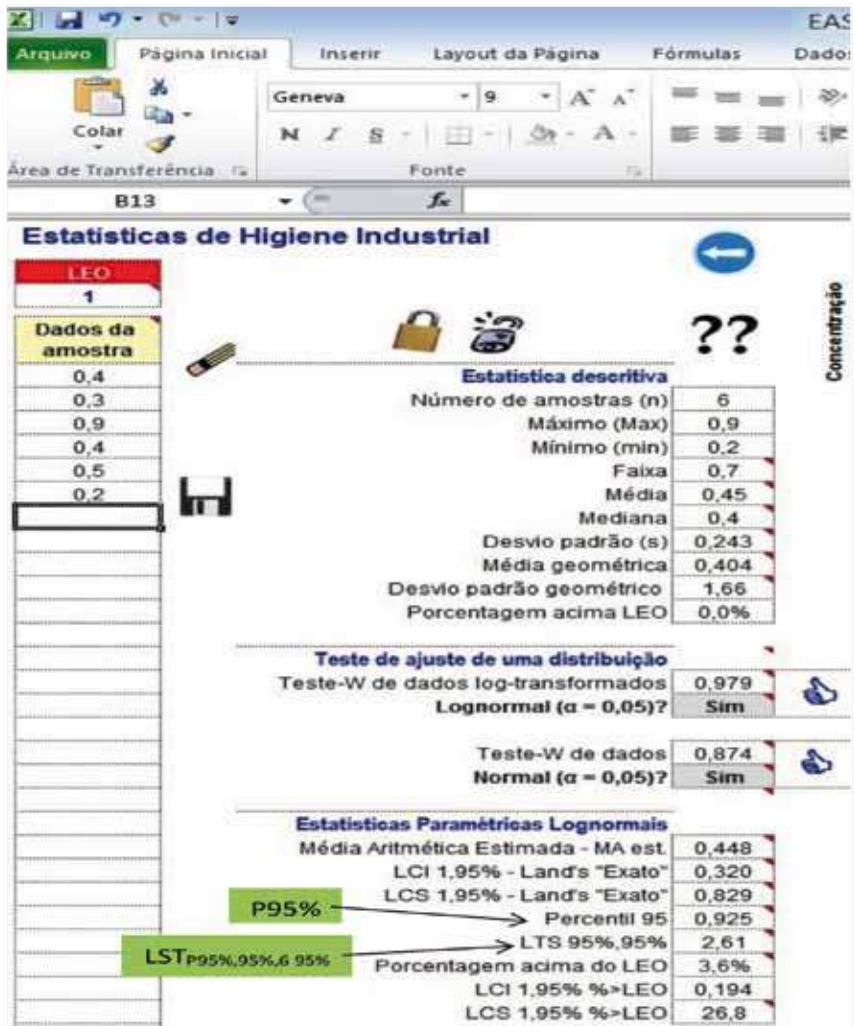 EAS
Arquivo Página Inicial Inserir Layout da Página Fórmulas Dados
Colar
Geneva 9 A A
N I S A
Área de Transferência Fonte
B13 fx
Estatísticas de Higiene Industrial
LEO
1
Dados da
amostra
0,4
0,3
0,9
0,4
0,5
0,2
??
Concentração
Estatística descritiva
Número de amostras (n) 6
Máximo (Max) 0,9
Mínimo (min) 0,2
Faixa 0,7
Média 0,45
Mediana 0,4
Desvio padrão (s) 0,243
Média geométrica 0,404
Desvio padrão geométrico 1,66
Porcentagem acima LEO 0,0%
Teste de ajuste de uma distribuição
Teste-W de dados log-transformados 0,979
Lognormal (α = 0,05)? Sim
Teste-W de dados 0,874
Normal (α = 0,05)? Sim
Estatisticas Paramétricas Lognormais
Média Aritmética Estimada - MA est. 0,448
LCI 1,95% - Land's "Exato" 0,320
LCS 1,95% - Land's "Exato" 0,829
P95%
Percentil 95 0,925
LTS 95%,95% 2,61
LSTP95%,95%,6 95%
Porcentagem acima do LEO 3,6%
LCI 1,95% %>LEO 0,194
LCS 1,95% %>LEO 26,8